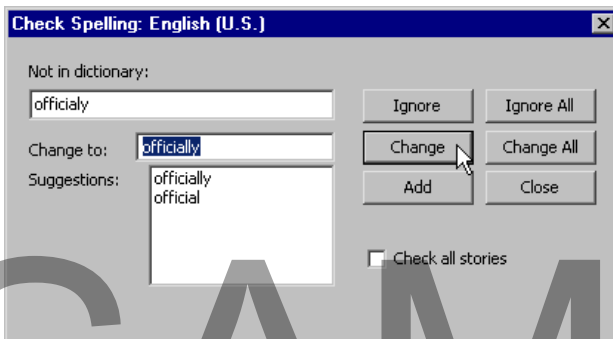 Check Spelling: English (U.S.)
Not in dictionary:
officialy
Ignore
Ignore All
Change to:
officially
Change
Change All
Suggestions:
officially
official
Add
Close
Check all stories
CAM